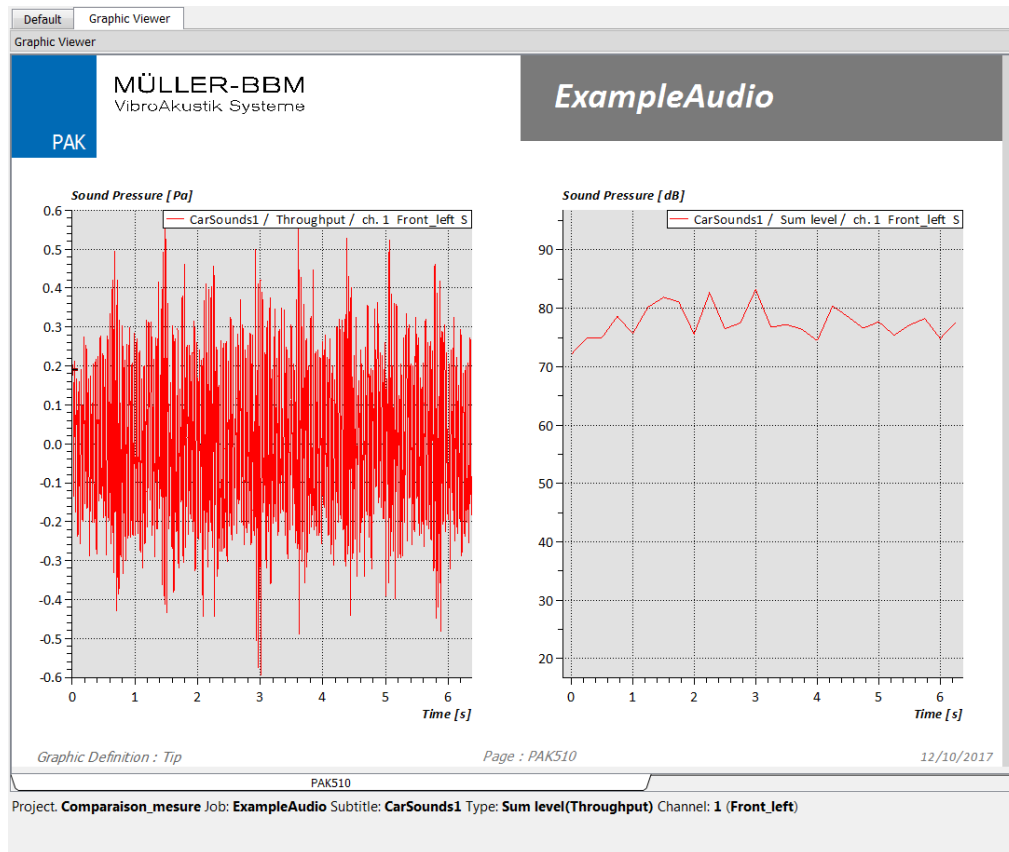 Default Graphic Viewer
Graphic Viewer
MÜLLER-BBM
VibroAkustik Systeme
PAK
ExampleAudio
Sound Pressure [Pa]
CarSounds1 / Throughput / ch. 1 Front_left S
0.6
0.5
0.4
0.3
0.2
0.1
0.0
-0.1
-0.2
-0.3
-0.4
-0.5
-0.6
0 1 2 3 4 5 6
Time [s]
Sound Pressure [dB]
CarSounds1 / Sum level / ch. 1 Front_left S
90
80
70
60
50
40
30
20
0 1 2 3 4 5 6
Time [s]
Graphic Definition : Tip Page : PAK510 12/10/2017
PAK510
Project. Comparaison_mesure Job: ExampleAudio Subtitle: CarSounds1 Type: Sum level(Throughput) Channel: 1 (Front_left)